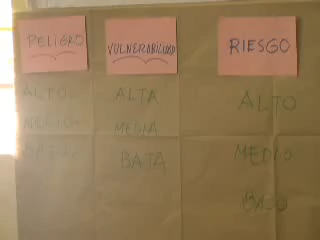 PELIGRO
ALTO
VULNERABILIDAD
ALTA
MEDIA
BAJA
RIESGO
ALTO
MEDIO
BAJO